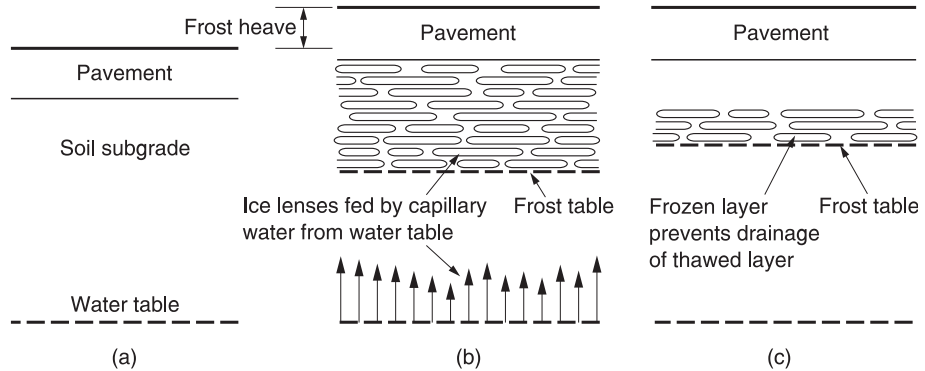 Frost heave
Pavement
Soil subgrade
Water table
(a)
Pavement
Ice lenses fed by capillary
water from water table
Frost table
(b)
Pavement
Frozen layer
prevents drainage
of thawed layer
Frost table
(c)